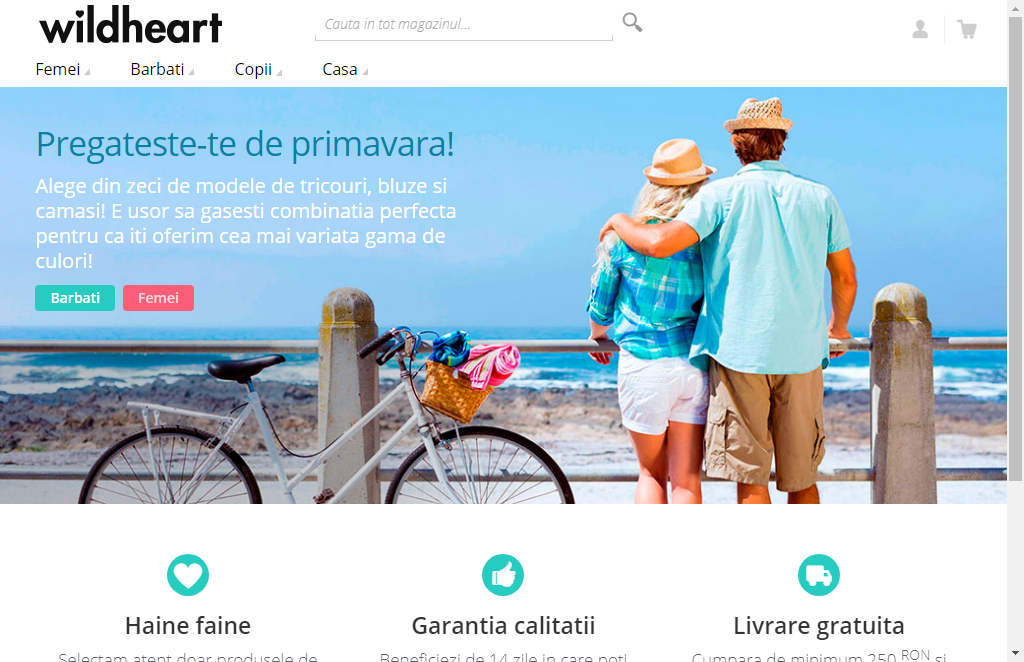 wildheart
Cauta in tot magazinul...
Femei
Barbati
Copii
Casa
Pregateste-te de primavara!
Alege din zeci de modele de tricouri, bluze si
camasi! E usor sa gasesti combinatia perfecta
pentru ca iti oferim cea mai variata gama de
culori!
Barbati
Femei
Haine faine
Garantia calitatii
Livrare gratuita
Selectam atent doar produsele de
Beneficiezi de 14 zile in care poti
Cumpara de minimum 250 RON si